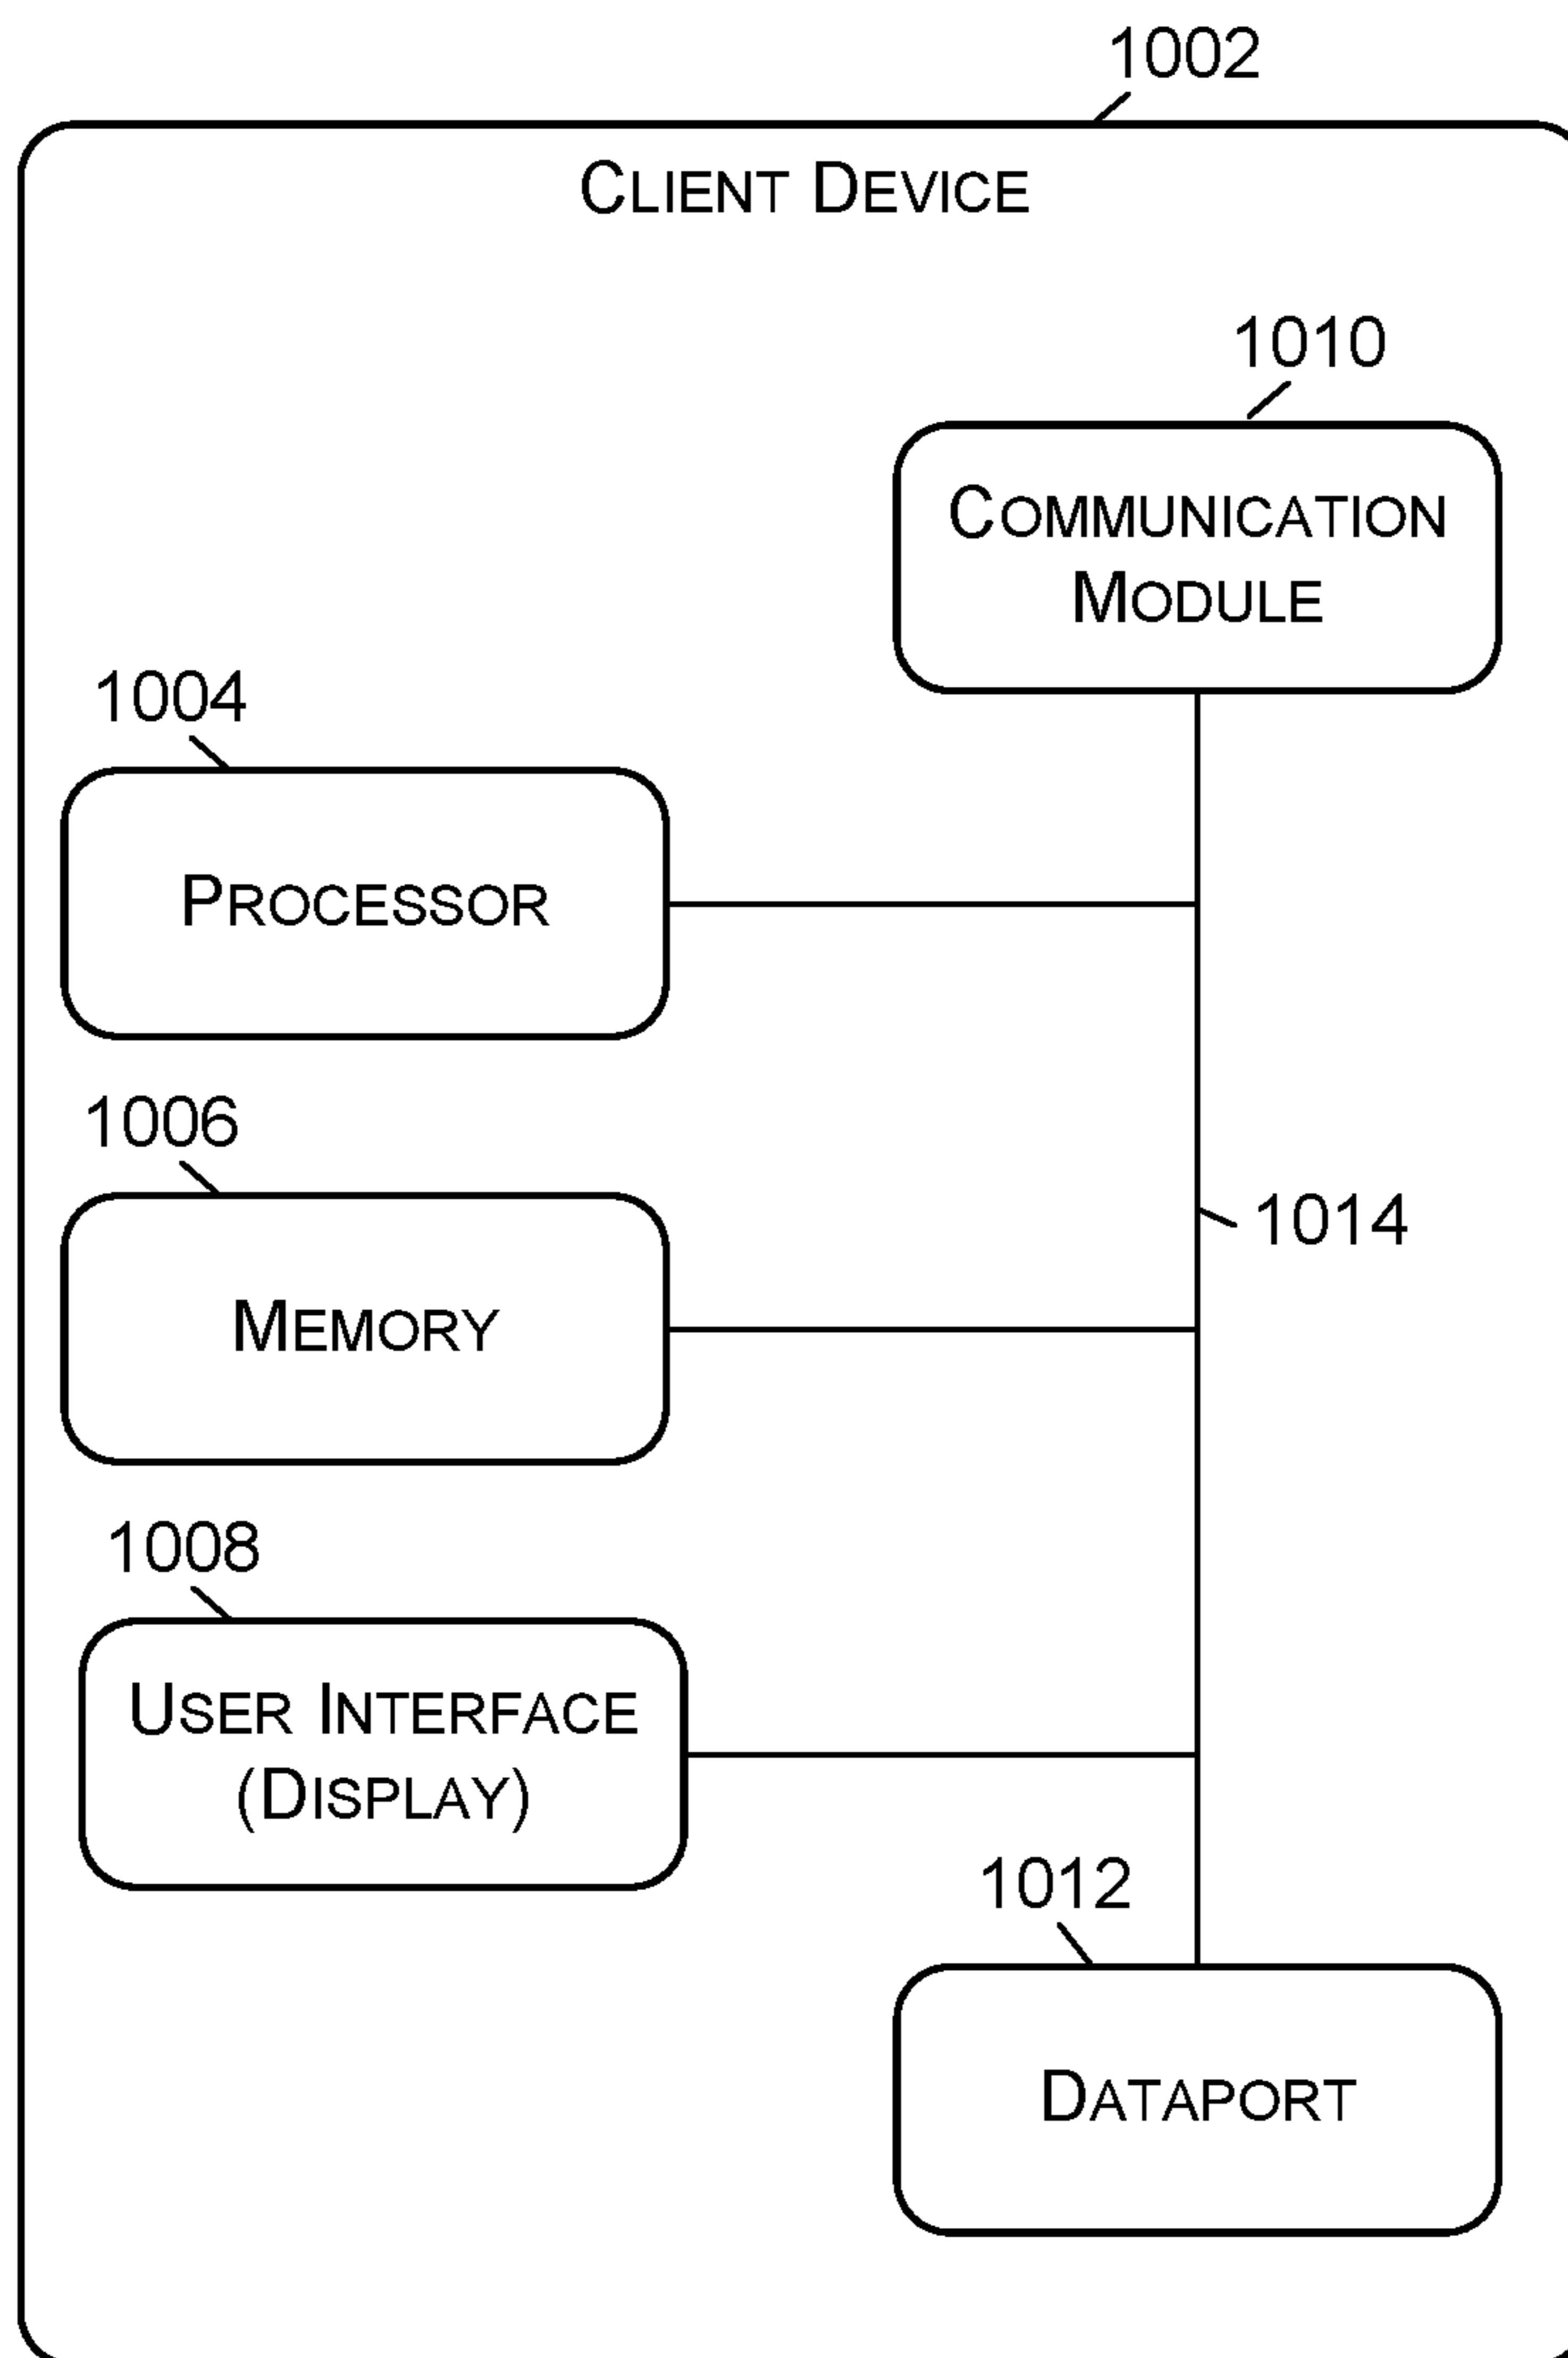 1002
CLIENT DEVICE
1010
COMMUNICATION
MODULE
1004
PROCESSOR
1006
MEMORY
1014
1008
USER INTERFACE
(DISPLAY)
1012
DATAPORT